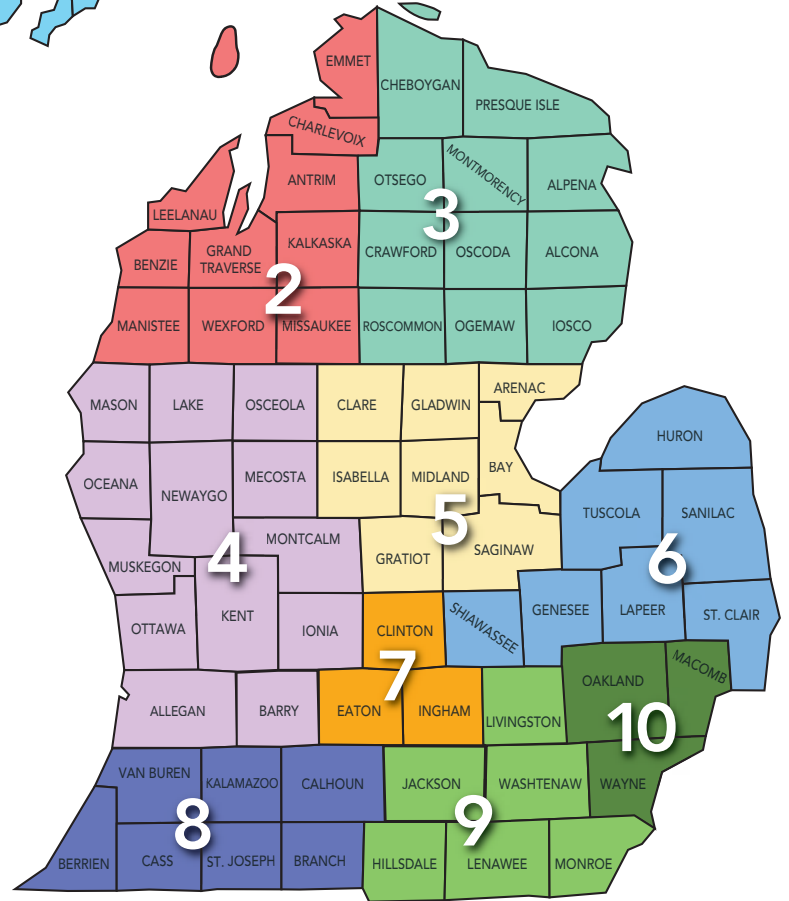 EMMET
CHEBOYGAN
PRESQUE ISLE
CHARLEVOIX
ANTRIM
OTSEGO
MONTMORENCY
ALPENA
LEELANAU
3
BENZIE
GRAND
TRAVERSE
KALKASKA
CRAWFORD
OSCODA
ALCONA
2
MANISTEE
WEXFORD
MISSAUKEE
ROSCOMMON
OGEMAW
IOSCO
MASON
LAKE
OSCEOLA
CLARE
GLADWIN
ARENAC
HURON
OCEANA
NEWAYGO
MECOSTA
ISABELLA
MIDLAND
BAY
TUSCOLA
SANILAC
5
MUSKEGON
4
MONTCALM
GRATIOT
SAGINAW
6
OTTAWA
KENT
IONIA
CLINTON
SHIAWASSEE
GENESEE
LAPEER
ST. CLAIR
7
ALLEGAN
BARRY
EATON
INGHAM
LIVINGSTON
OAKLAND
MACOMB
10
VAN BUREN
KALAMAZOO
CALHOUN
JACKSON
WASHTENAW
WAYNE
8
9
BERRIEN
CASS
ST. JOSEPH
BRANCH
HILLSDALE
LENAWEE
MONROE